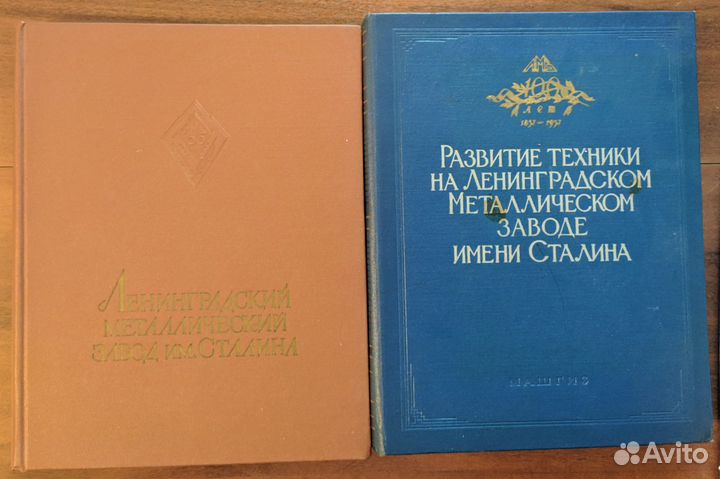 Ленинградский
металлический
завод им. Сталина
ЛМЗ
100
лет
1857-1957
Развитие техники
на Ленинградском
Металлическом
заводе
имени Сталина
Машгиз
Avito